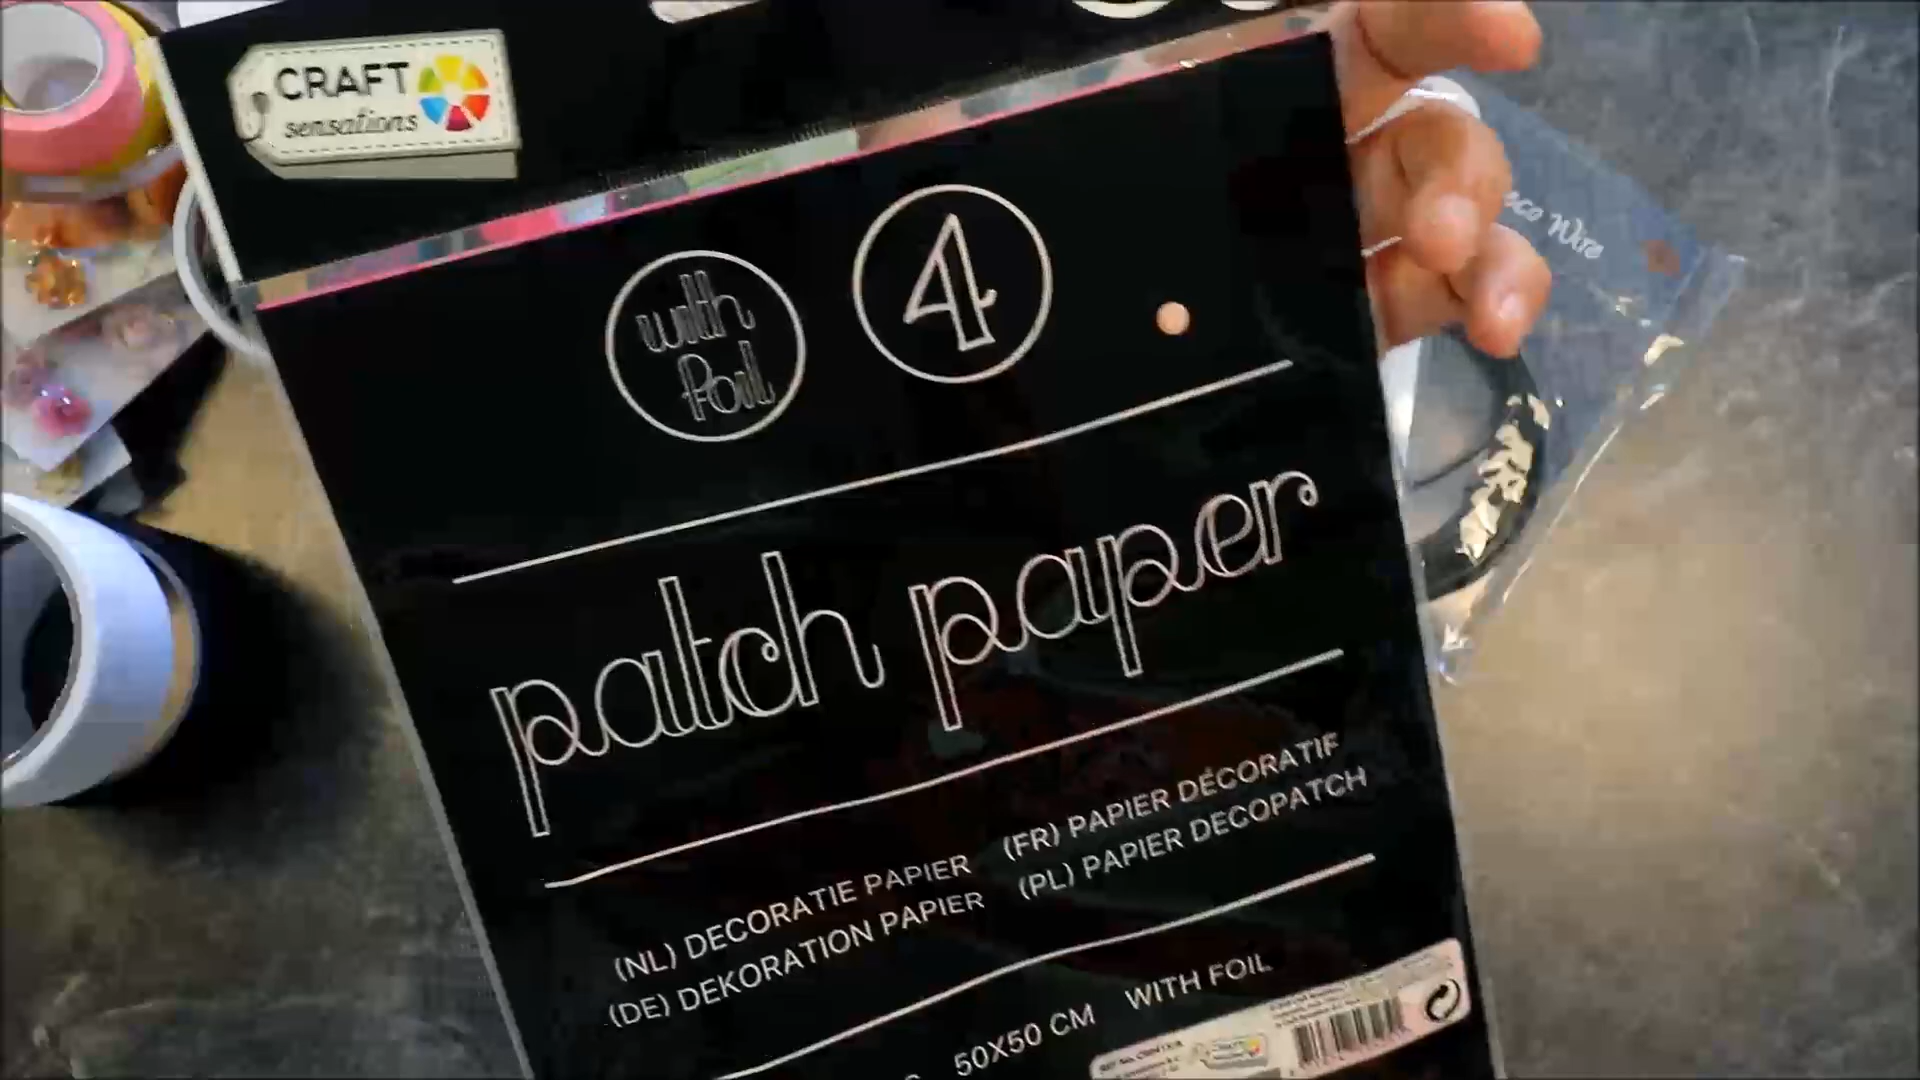 CRAFT
sensations
with
foil
4
patch paper
(NL) DECORATIE PAPIER (FR) PAPIER DÉCORATIF
(DE) DEKORATION PAPIER (PL) PAPIER DECOPATCH
50X50 CM WITH FOIL
Wire